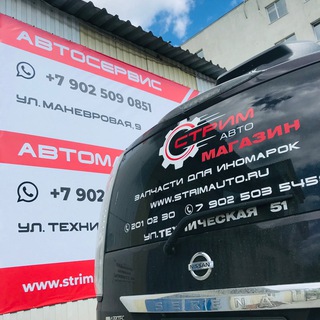 АВТОСЕРВИС
+7 902 509 0851
УЛ. МАНЕВРОВАЯ,9
АВТОМ
+7 902
УЛ. ТЕХНИ
www.strim
СТРИМ
АВТО
МАГАЗИН
ЗАПЧАСТИ ДЛЯ ИНОМАРОК
WWW.STRIMAUTO.RU
201 02 30
7 902 503 545
УЛ.ТЕХНИЧЕСКАЯ 51
NISSAN
SERENA